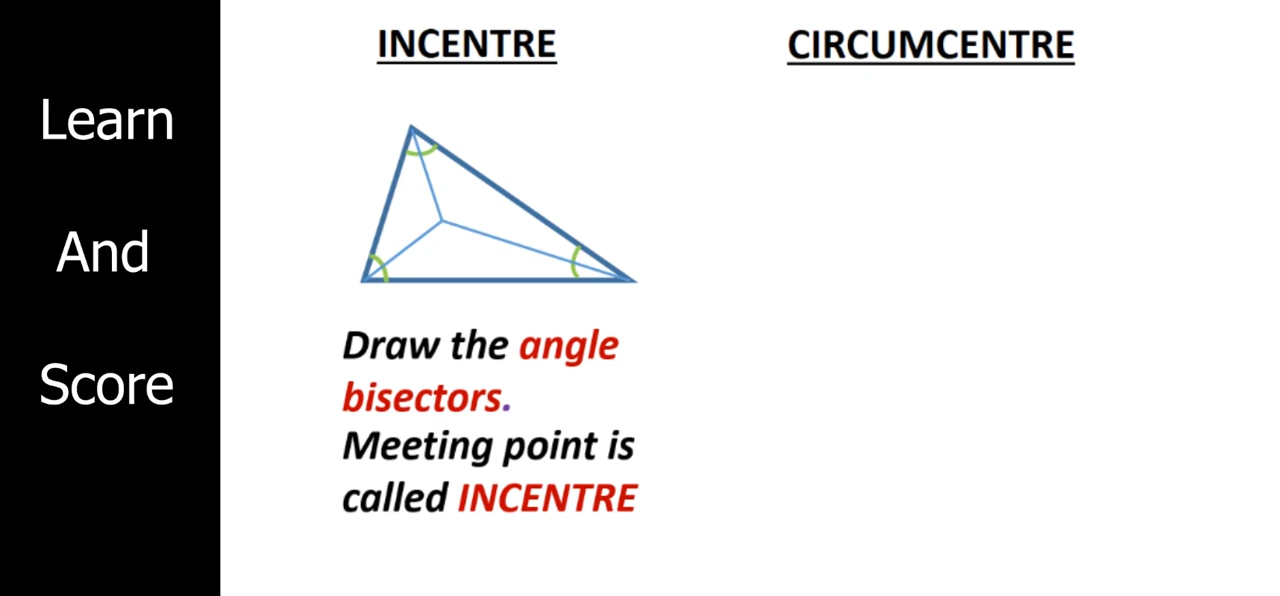 Learn
And
Score
INCENTRE
Draw the angle
bisectors.
Meeting point is
called INCENTRE
CIRCUMCENTRE